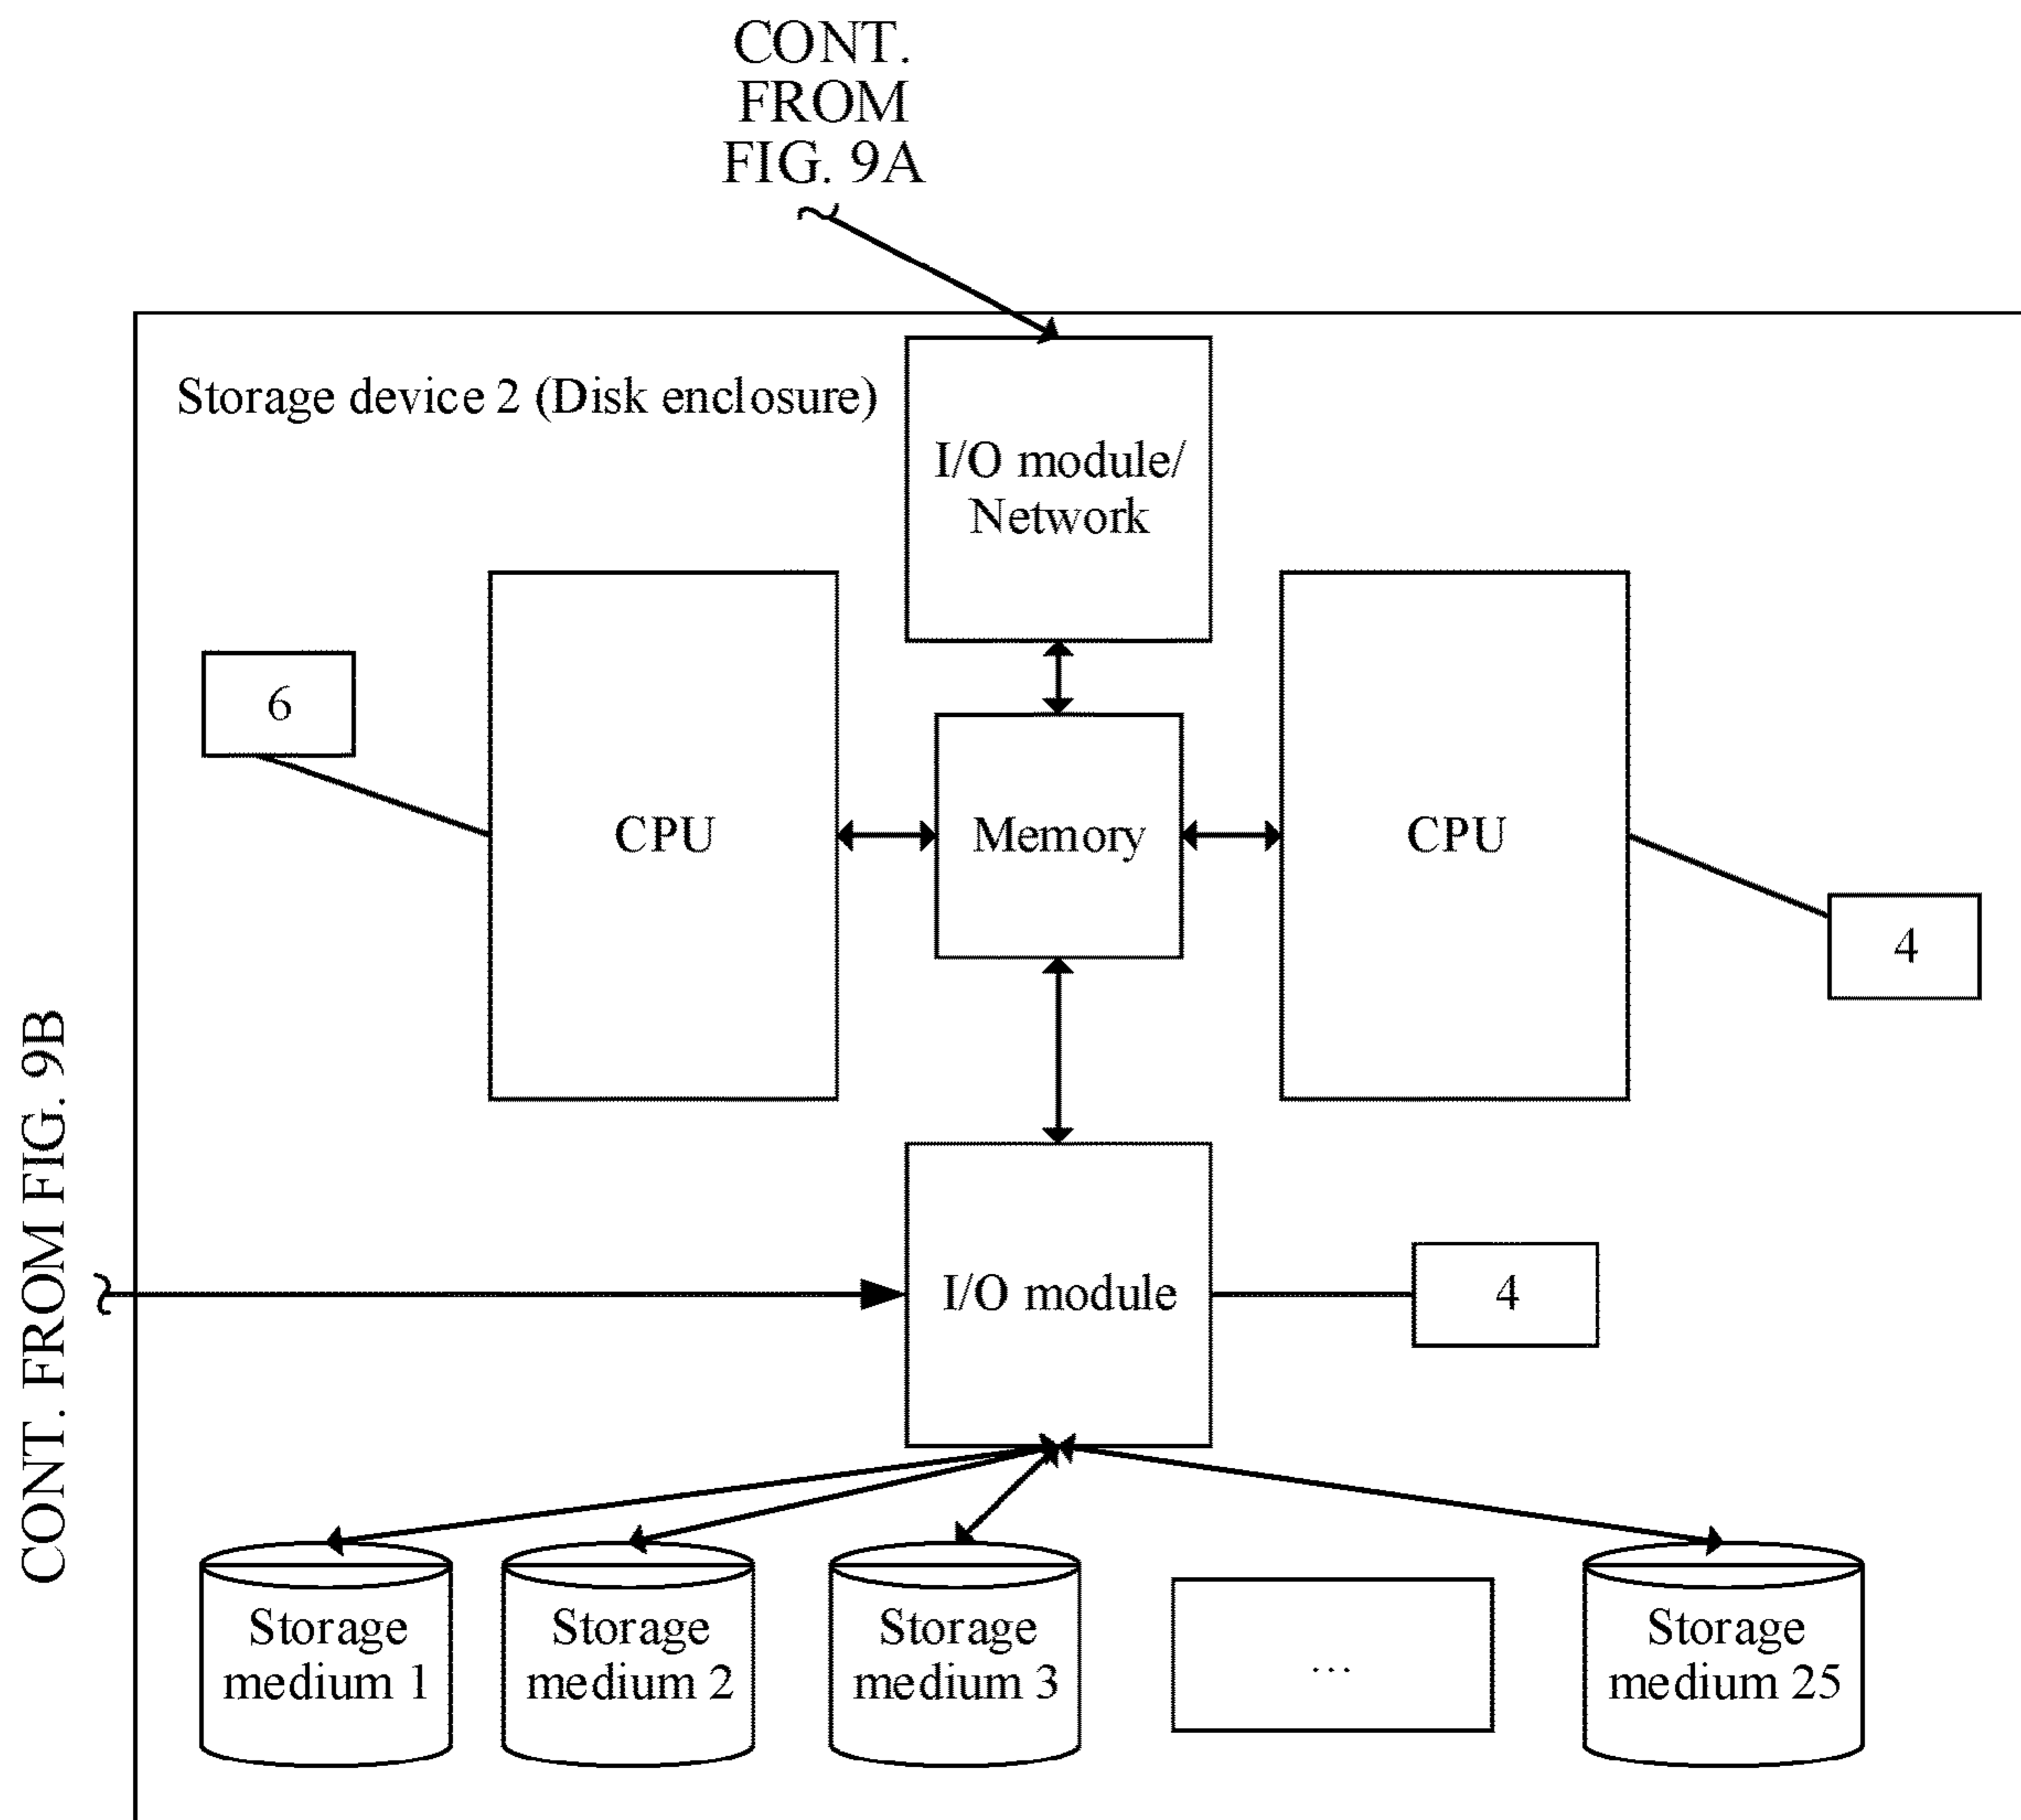 CONT.
FROM
FIG. 9A
Storage device 2 (Disk enclosure)
I/O module/
Network
6
CPU
Memory
CPU
4
CONT. FROM FIG. 9B
I/O module
4
Storage
medium 1
Storage
medium 2
Storage
medium 3
...
Storage
medium 25